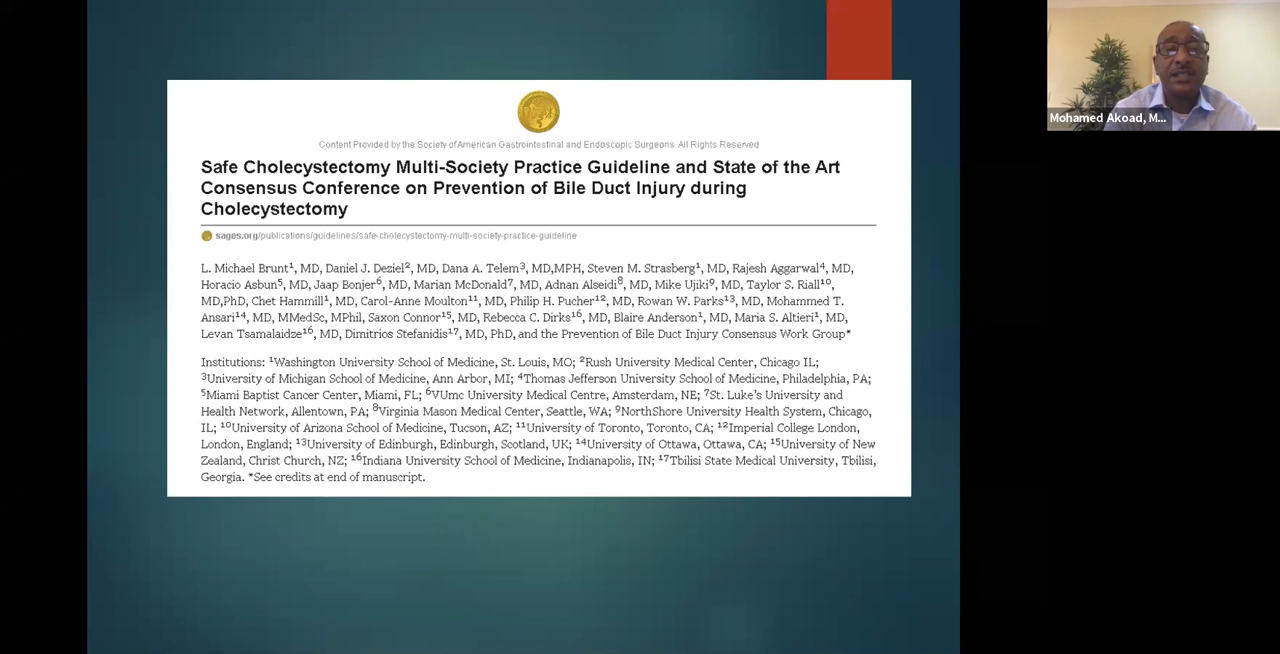 Content Provided by the Society of American Gastrointestinal and Endoscopic Surgeons. All Rights Reserved
Safe Cholecystectomy Multi-Society Practice Guideline and State of the Art
Consensus Conference on Prevention of Bile Duct Injury during
Cholecystectomy
sages.org/publications/guidelines/safe-cholecystectomy-multi-society-practice-guideline
L. Michael Brunt¹, MD, Daniel J. Deziel², MD, Dana A. Telem³, MD,MPH, Steven M. Strasberg¹, MD, Rajesh Aggarwal⁴, MD,
Horacio Asbun⁵, MD, Jaap Bonjer⁶, MD, Marian McDonald⁷, MD, Adnan Alseidi⁸, MD, Mike Ujiki⁹, MD, Taylor S. Riall¹⁰,
MD,PhD, Chet Hammill¹, MD, Carol-Anne Moulton¹¹, MD, Philip H. Pucher¹², MD, Rowan W. Parks¹³, MD, Mohammed T.
Ansari¹⁴, MD, MMedSc, MPhil, Saxon Connor¹⁵, MD, Rebecca C. Dirks¹⁶, MD, Blaire Anderson¹, MD, Maria S. Altieri¹, MD,
Levan Tsamalaidze¹⁶, MD, Dimitrios Stefanidis¹⁷, MD, PhD, and the Prevention of Bile Duct Injury Consensus Work Group*
Institutions: ¹Washington University School of Medicine, St. Louis, MO; ²Rush University Medical Center, Chicago IL;
³University of Michigan School of Medicine, Ann Arbor, MI; ⁴Thomas Jefferson University School of Medicine, Philadelphia, PA;
⁵Miami Baptist Cancer Center, Miami, FL; ⁶VUmc University Medical Centre, Amsterdam, NE; ⁷St. Luke's University and
Health Network, Allentown, PA; ⁸Virginia Mason Medical Center, Seattle, WA; ⁹NorthShore University Health System, Chicago,
IL; ¹⁰University of Arizona School of Medicine, Tucson, AZ; ¹¹University of Toronto, Toronto, CA; ¹²Imperial College London,
London, England; ¹³University of Edinburgh, Edinburgh, Scotland, UK; ¹⁴University of Ottawa, Ottawa, CA; ¹⁵University of New
Zealand, Christ Church, NZ; ¹⁶Indiana University School of Medicine, Indianapolis, IN; ¹⁷Tbilisi State Medical University, Tbilisi,
Georgia. *See credits at end of manuscript.
Mohamed Akoad, M...